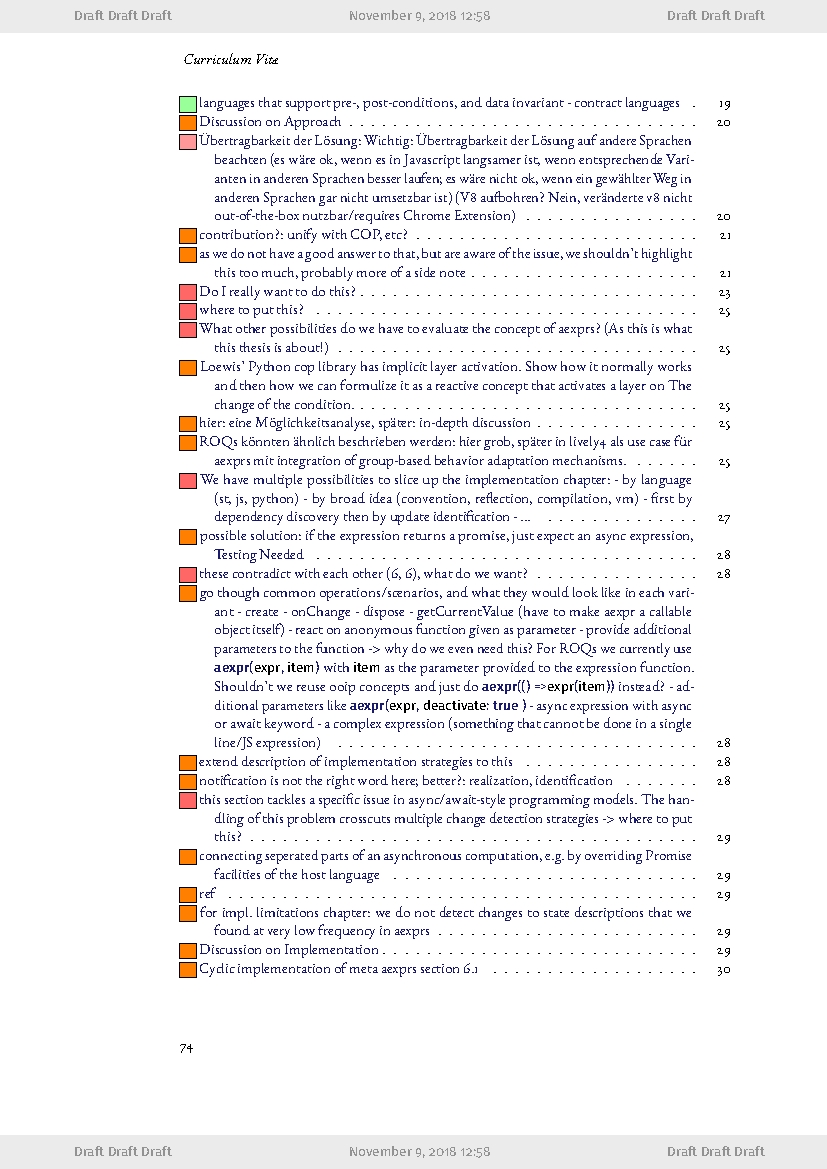 Draft Draft Draft November 9, 2018 12:58 Draft Draft Draft
Curriculum Vitæ
languages that support pre-, post-conditions, and data invariant - contract languages . 19
Discussion on Approach . . . . . . . . . . . . . . . . . . . . . . . . . . . . . . . . 20
Übertragbarkeit der Lösung: Wichtig: Übertragbarkeit der Lösung auf andere Sprachen
beachten (es wäre ok, wenn es in Javascript langsamer ist, wenn entsprechende Vari-
anten in anderen Sprachen besser laufen; es wäre nicht ok, wenn ein gewählter Weg in
anderen Sprachen gar nicht umsetzbar ist) (V8 aufbohren? Nein, veränderte v8 nicht
out-of-the-box nutzbar/requires Chrome Extension) . . . . . . . . . . . . . . . . 20
contribution?: unify with COP, etc? . . . . . . . . . . . . . . . . . . . . . . . . . . 21
as we do not have a good answer to that, but are aware of the issue, we shouldn't highlight
this too much, probably more of a side note . . . . . . . . . . . . . . . . . . . . . 21
Do I really want to do this? . . . . . . . . . . . . . . . . . . . . . . . . . . . . . . . 23
where to put this? . . . . . . . . . . . . . . . . . . . . . . . . . . . . . . . . . . . 25
What other possibilities do we have to evaluate the concept of aexprs? (As this is what
this thesis is about!) . . . . . . . . . . . . . . . . . . . . . . . . . . . . . . . . . 25
Loewis' Python cop library has implicit layer activation. Show how it normally works
and then how we can formulize it as a reactive concept that activates a layer on The
change of the condition. . . . . . . . . . . . . . . . . . . . . . . . . . . . . . . . 25
hier: eine Möglichkeitsanalyse, später: in-depth discussion . . . . . . . . . . . . . . . 25
ROQs könnten ähnlich beschrieben werden: hier grob, später in lively4 als use case für
aexprs mit integration of group-based behavior adaptation mechanisms. . . . . . . 25
We have multiple possibilities to slice up the implementation chapter: - by language
(st, js, python) - by broad idea (convention, reflection, compilation, vm) - first by
dependency discovery then by update identification - ... . . . . . . . . . . . . . . 27
possible solution: if the expression returns a promise, just expect an async expression,
Testing Needed . . . . . . . . . . . . . . . . . . . . . . . . . . . . . . . . . . . 28
these contradict with each other (6, 6), what do we want? . . . . . . . . . . . . . . . 28
go though common operations/scenarios, and what they would look like in each vari-
ant - create - onChange - dispose - getCurrentValue (have to make aexpr a callable
object itself) - react on anonymous function given as parameter - provide additional
parameters to the function -> why do we even need this? For ROQs we currently use
aexpr(expr, item) with item as the parameter provided to the expression function.
Shouldn't we reuse ooip concepts and just do aexpr(() =>expr(item)) instead? - ad-
ditional parameters like aexpr(expr, deactivate: true ) - async expression with async
or await keyword - a complex expression (something that cannot be done in a single
line/JS expression) . . . . . . . . . . . . . . . . . . . . . . . . . . . . . . . . . 28
extend description of implementation strategies to this . . . . . . . . . . . . . . . . 28
notification is not the right word here; better?: realization, identification . . . . . . . 28
this section tackles a specific issue in async/await-style programming models. The han-
dling of this problem crosscuts multiple change detection strategies -> where to put
this? . . . . . . . . . . . . . . . . . . . . . . . . . . . . . . . . . . . . . . . . . 29
connecting seperated parts of an asynchronous computation, e.g. by overriding Promise
facilities of the host language . . . . . . . . . . . . . . . . . . . . . . . . . . . . 29
ref . . . . . . . . . . . . . . . . . . . . . . . . . . . . . . . . . . . . . . . . . . . 29
for impl. limitations chapter: we do not detect changes to state descriptions that we
found at very low frequency in aexprs . . . . . . . . . . . . . . . . . . . . . . . . 29
Discussion on Implementation . . . . . . . . . . . . . . . . . . . . . . . . . . . . . 29
Cyclic implementation of meta aexprs section 6.1 . . . . . . . . . . . . . . . . . . . 30
74
Draft Draft Draft November 9, 2018 12:58 Draft Draft Draft